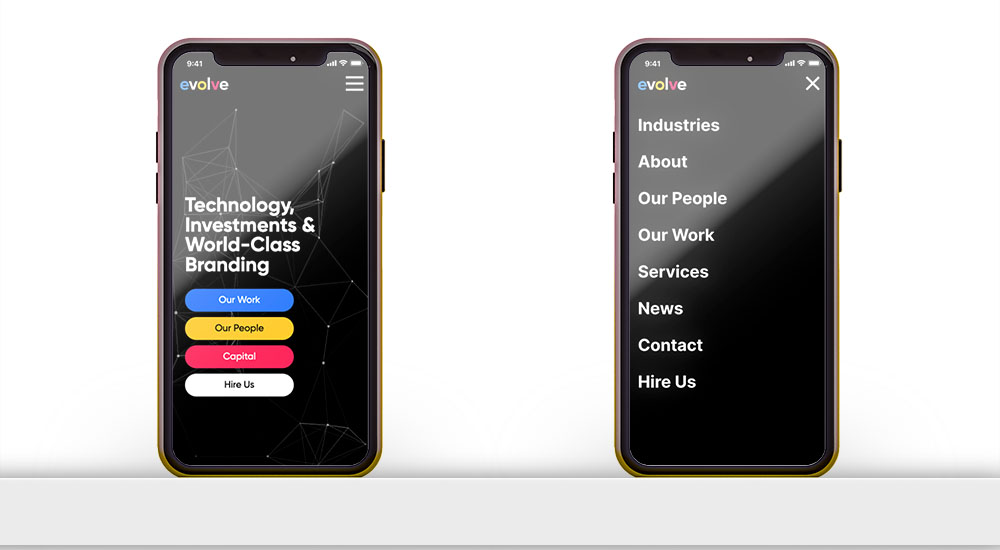 9:41
evolve
Technology,
Investments &
World-Class
Branding
Our Work
Our People
Capital
Hire Us
9:41
evolve
Industries
About
Our People
Our Work
Services
News
Contact
Hire Us